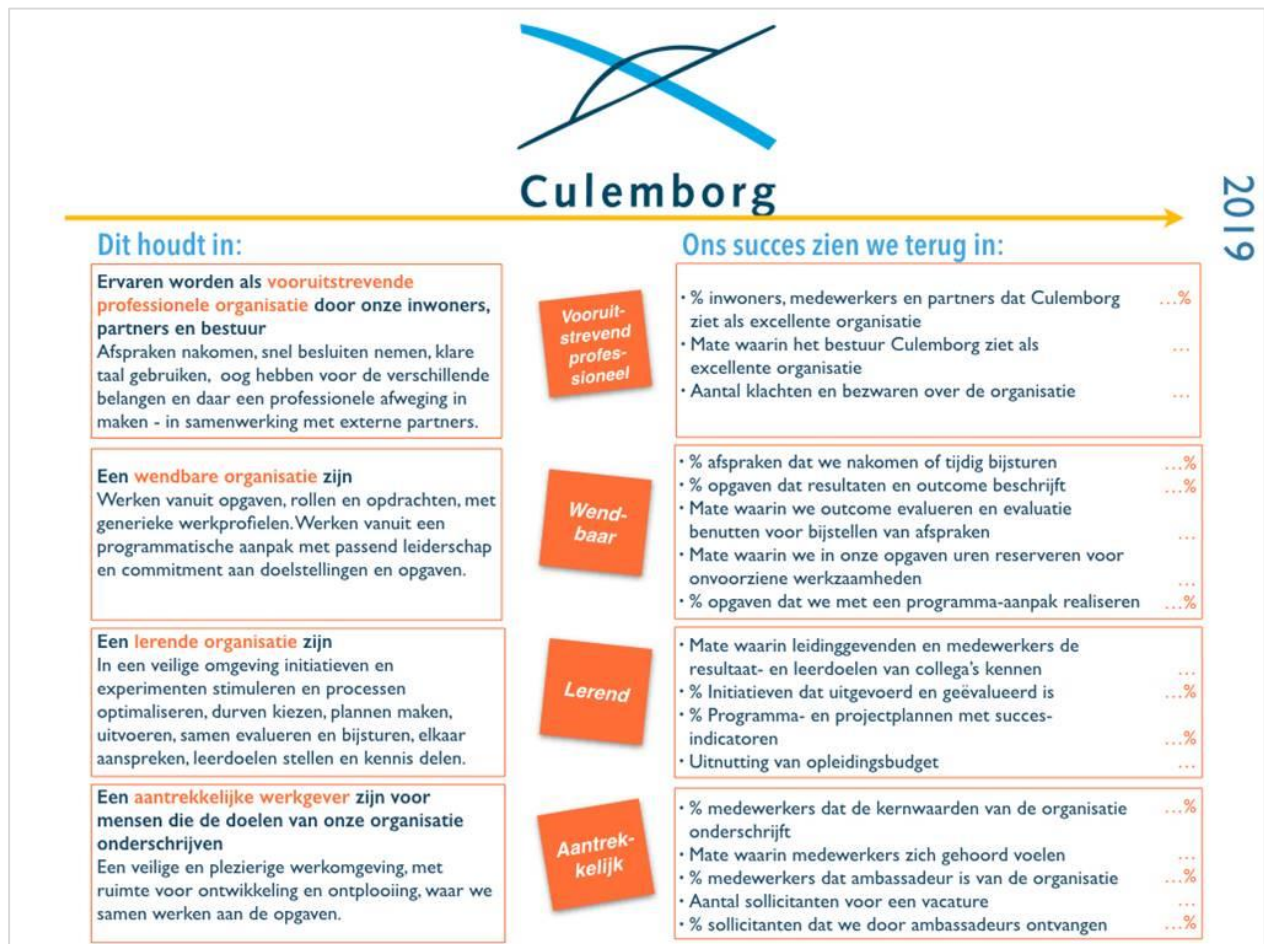 Culemborg
2019
Dit houdt in:
Ons succes zien we terug in:
Ervaren worden als vooruitstrevende
professionele organisatie door onze inwoners,
partners en bestuur
Afspraken nakomen, snel besluiten nemen, klare
taal gebruiken, oog hebben voor de verschillende
belangen en daar een professionele afweging in
maken - in samenwerking met externe partners.
Vooruit-
strevend
profes-
sioneel
• % inwoners, medewerkers en partners dat Culemborg …%
ziet als excellente organisatie
• Mate waarin het bestuur Culemborg ziet als …
excellente organisatie
• Aantal klachten en bezwaren over de organisatie …
Een wendbare organisatie zijn
Werken vanuit opgaven, rollen en opdrachten, met
generieke werkprofielen. Werken vanuit een
programmatische aanpak met passend leiderschap
en commitment aan doelstellingen en opgaven.
Wend-
baar
• % afspraken dat we nakomen of tijdig bijsturen …%
• % opgaven dat resultaten en outcome beschrijft …%
• Mate waarin we outcome evalueren en evaluatie
benutten voor bijstellen van afspraken …
• Mate waarin we in onze opgaven uren reserveren voor
onvoorziene werkzaamheden …
• % opgaven dat we met een programma-aanpak realiseren …%
Een lerende organisatie zijn
In een veilige omgeving initiatieven en
experimenten stimuleren en processen
optimaliseren, durven kiezen, plannen maken,
uitvoeren, samen evalueren en bijsturen, elkaar
aanspreken, leerdoelen stellen en kennis delen.
Lerend
• Mate waarin leidinggevenden en medewerkers de
resultaat- en leerdoelen van collega's kennen …
• % Initiatieven dat uitgevoerd en geëvalueerd is …%
• % Programma- en projectplannen met succes-
indicatoren …%
• Uitnutting van opleidingsbudget …
Een aantrekkelijke werkgever zijn voor
mensen die de doelen van onze organisatie
onderschrijven
Een veilige en plezierige werkomgeving, met
ruimte voor ontwikkeling en ontplooiing, waar we
samen werken aan de opgaven.
Aantrek-
kelijk
• % medewerkers dat de kernwaarden van de organisatie …%
onderschrijft
• Mate waarin medewerkers zich gehoord voelen …
• % medewerkers dat ambassadeur is van de organisatie …%
• Aantal sollicitanten voor een vacature …
• % sollicitanten dat we door ambassadeurs ontvangen …%